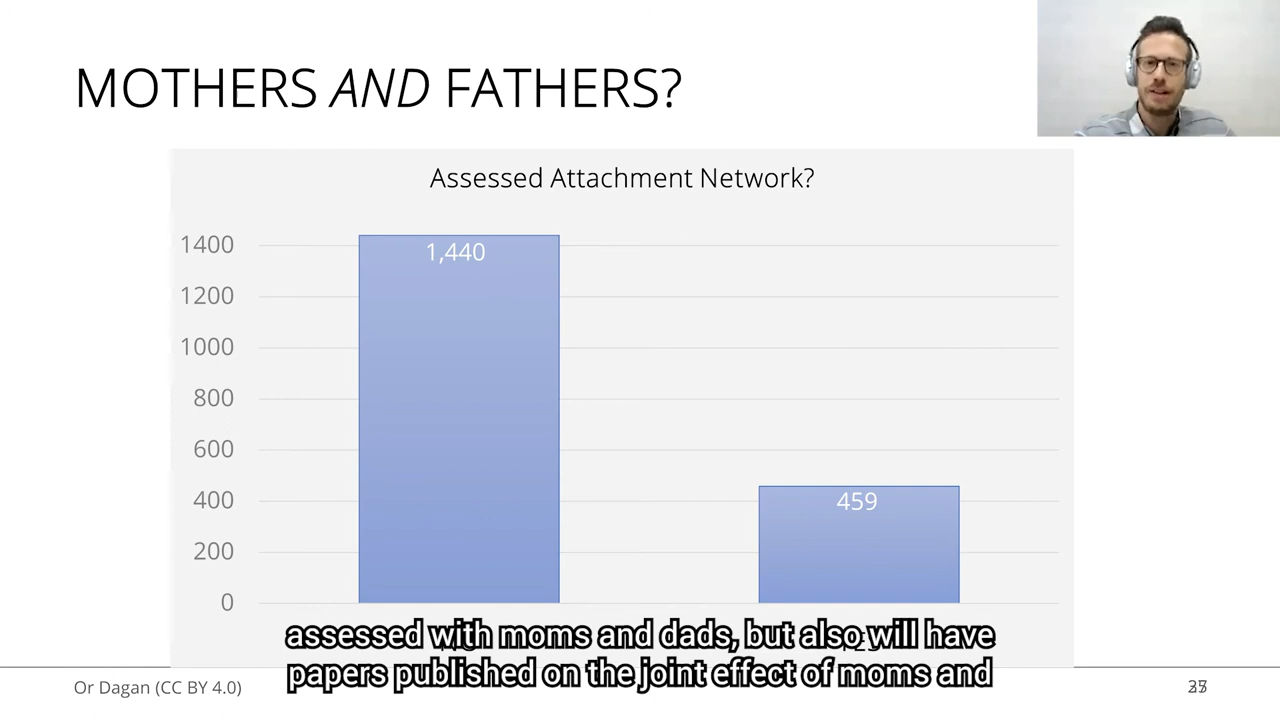 MOTHERS AND FATHERS?
Assessed Attachment Network?
1400
1,440
1200
1000
800
600
400
459
200
0
assessed with moms and dads, but also will have
papers published on the joint effect of moms and
Or Dagan (CC BY 4.0)